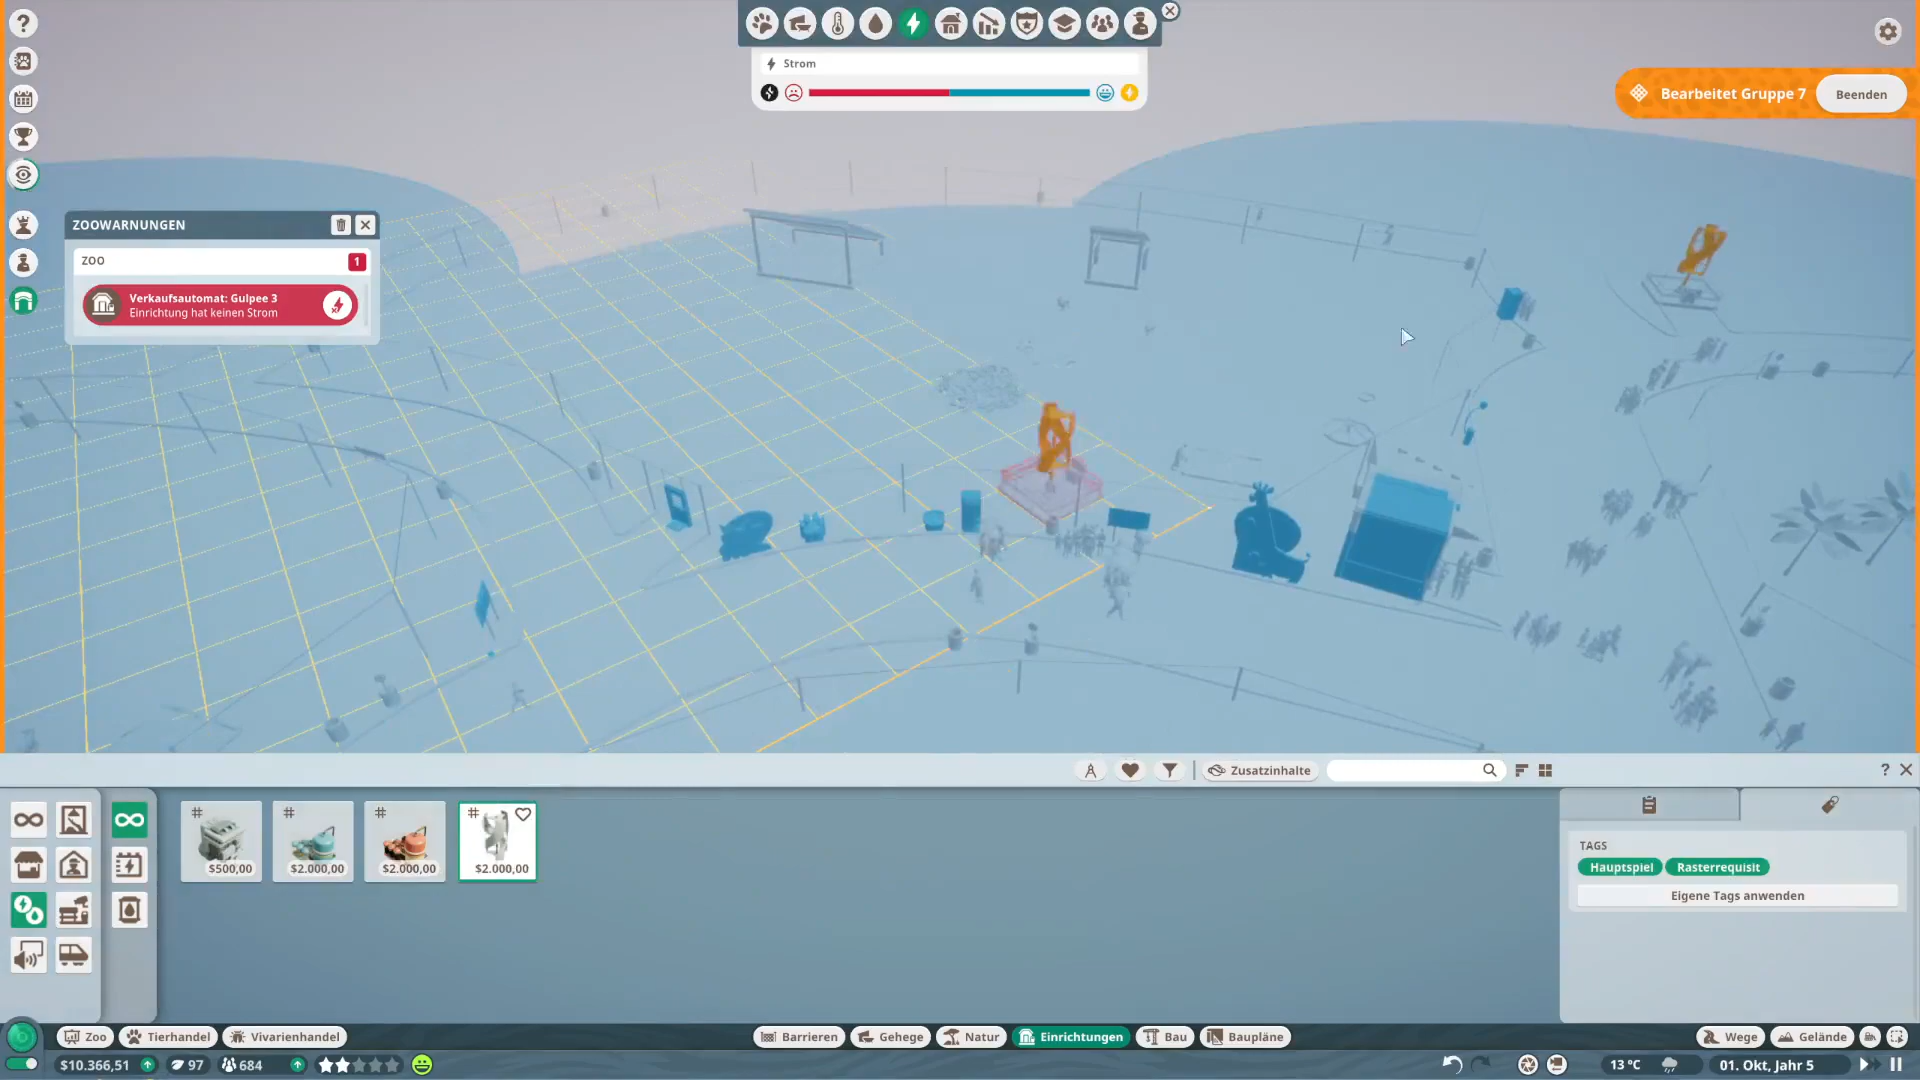 Strom
Bearbeitet Gruppe 7
Beenden
ZOOWARNUNGEN
ZOO
1
Verkaufsautomat: Gulpee 3
Einrichtung hat keinen Strom
Zusatzinhalte
?
$500,00
$2.000,00
$2.000,00
$2.000,00
TAGS
Hauptspiel
Rasterrequisit
Eigene Tags anwenden
Zoo
Tierhandel
Vivarienhandel
Barrieren
Gehege
Natur
Einrichtungen
Bau
Baupläne
Wege
Gelände
$10.366,51
97
684
13 °C
01. Okt, Jahr 5